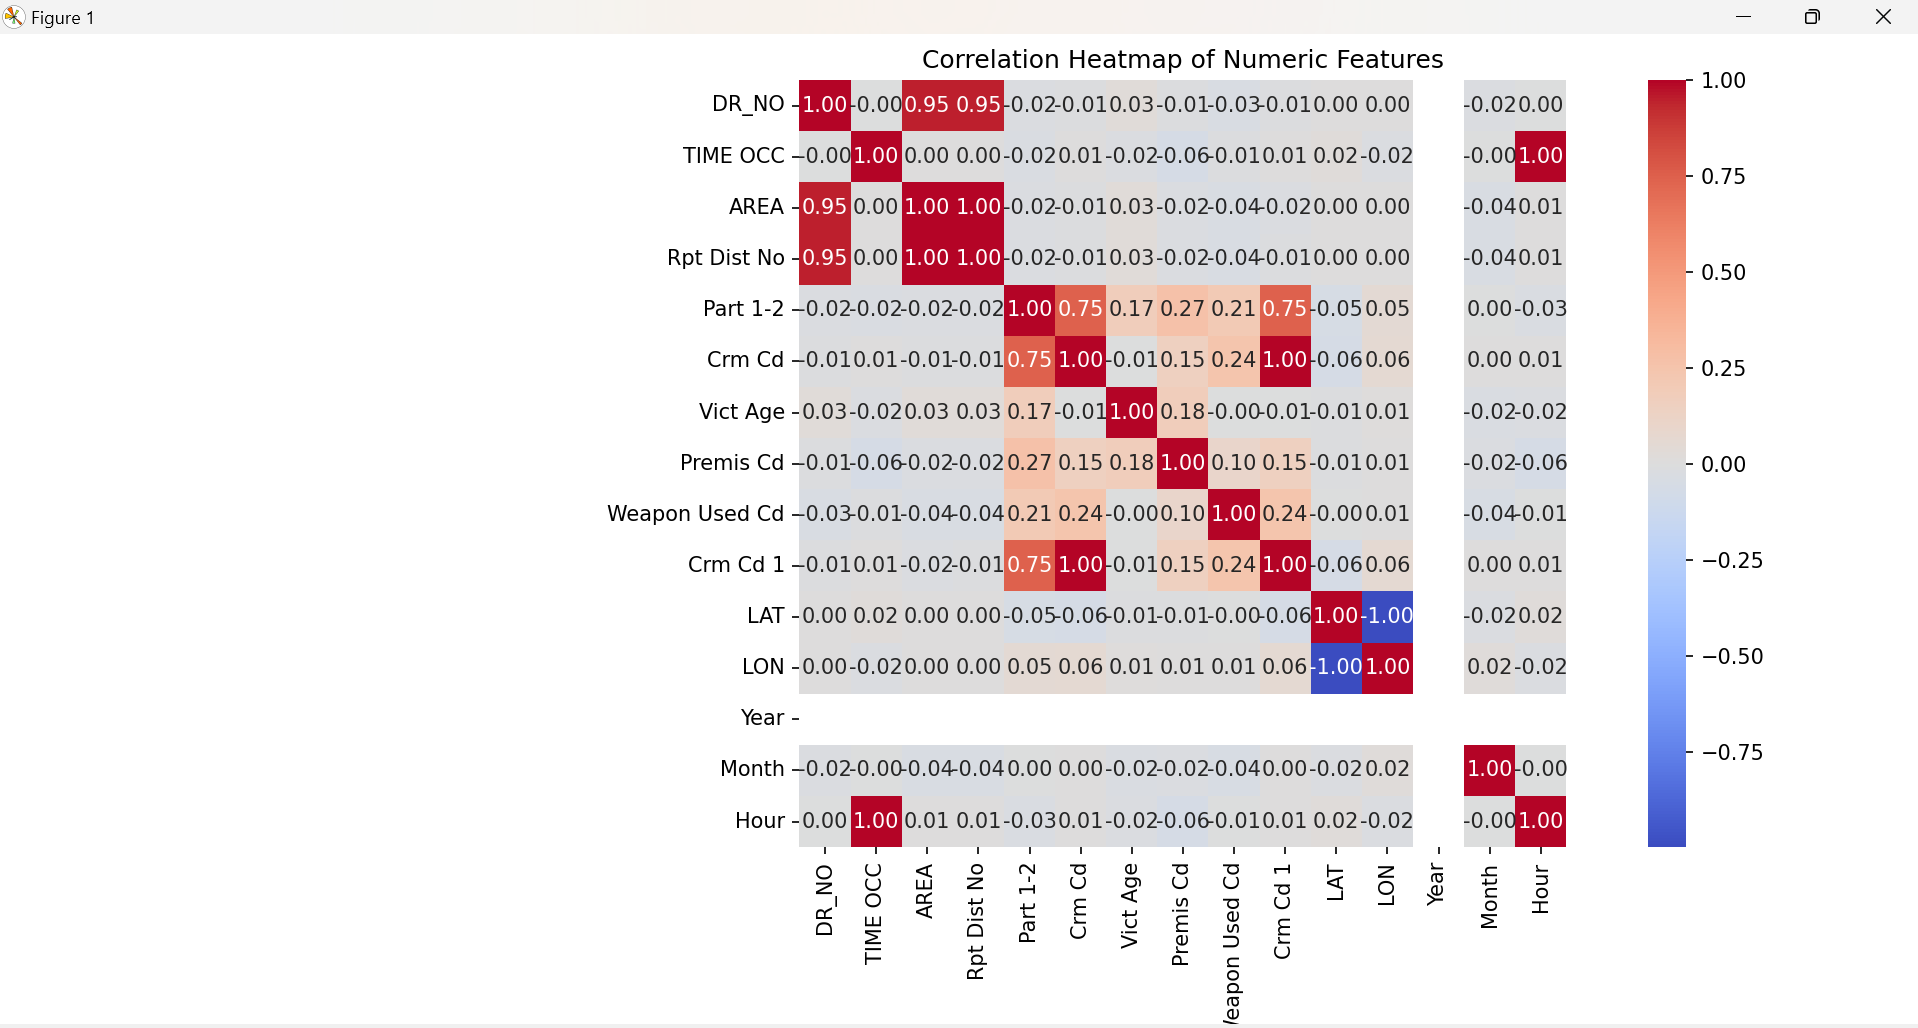 Figure 1
Correlation Heatmap of Numeric Features
DR_NO 1.00 -0.00 0.95 0.95 -0.02 -0.01 0.03 -0.01 -0.03 -0.01 0.00 0.00 -0.02 0.00
TIME OCC -0.00 1.00 0.00 0.00 -0.02 0.01 -0.02 -0.06 -0.01 0.01 0.02 -0.02 -0.00 1.00
AREA 0.95 0.00 1.00 1.00 -0.02 -0.01 0.03 -0.02 -0.04 -0.02 0.00 0.00 -0.04 0.01
Rpt Dist No 0.95 0.00 1.00 1.00 -0.02 -0.01 0.03 -0.02 -0.04 -0.01 0.00 0.00 -0.04 0.01
Part 1-2 -0.02 -0.02 -0.02 -0.02 1.00 0.75 0.17 0.27 0.21 0.75 -0.05 0.05 0.00 -0.03
Crm Cd -0.01 0.01 -0.01 -0.01 0.75 1.00 -0.01 0.15 0.24 1.00 -0.06 0.06 0.00 0.01
Vict Age 0.03 -0.02 0.03 0.03 0.17 -0.01 1.00 0.18 -0.00 -0.01 -0.01 0.01 -0.02 -0.02
Premis Cd -0.01 -0.06 -0.02 -0.02 0.27 0.15 0.18 1.00 0.10 0.15 -0.01 0.01 -0.02 -0.06
Weapon Used Cd -0.03 -0.01 -0.04 -0.04 0.21 0.24 -0.00 0.10 1.00 0.24 -0.00 0.01 -0.04 -0.01
Crm Cd 1 -0.01 0.01 -0.02 -0.01 0.75 1.00 -0.01 0.15 0.24 1.00 -0.06 0.06 0.00 0.01
LAT 0.00 0.02 0.00 0.00 -0.05 -0.06 -0.01 -0.01 -0.00 -0.06 1.00 -1.00 -0.02 0.02
LON 0.00 -0.02 0.00 0.00 0.05 0.06 0.01 0.01 0.01 0.06 -1.00 1.00 0.02 -0.02
Year
Month -0.02 -0.00 -0.04 -0.04 0.00 0.00 -0.02 -0.02 -0.04 0.00 -0.02 0.02 1.00 -0.00
Hour 0.00 1.00 0.01 0.01 -0.03 0.01 -0.02 -0.06 -0.01 0.01 0.02 -0.02 -0.00 1.00
DR_NO
TIME OCC
AREA
Rpt Dist No
Part 1-2
Crm Cd
Vict Age
Premis Cd
Used Cd
Crm Cd 1
LAT
LON
Year
Month
Hour
1.00
0.75
0.50
0.25
0.00
−0.25
−0.50
−0.75